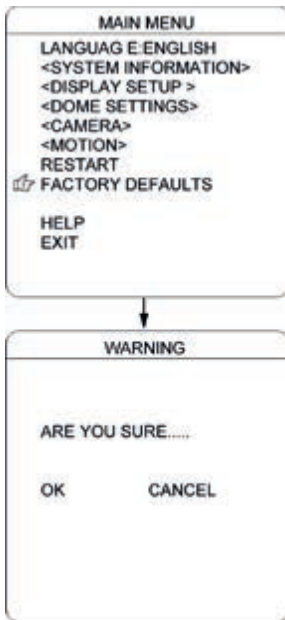 MAIN MENU
LANGUAG E:ENGLISH
<SYSTEM INFORMATION>
<DISPLAY SETUP >
<DOME SETTINGS>
<CAMERA>
<MOTION>
RESTART
FACTORY DEFAULTS
HELP
EXIT
WARNING
ARE YOU SURE.....
OK CANCEL